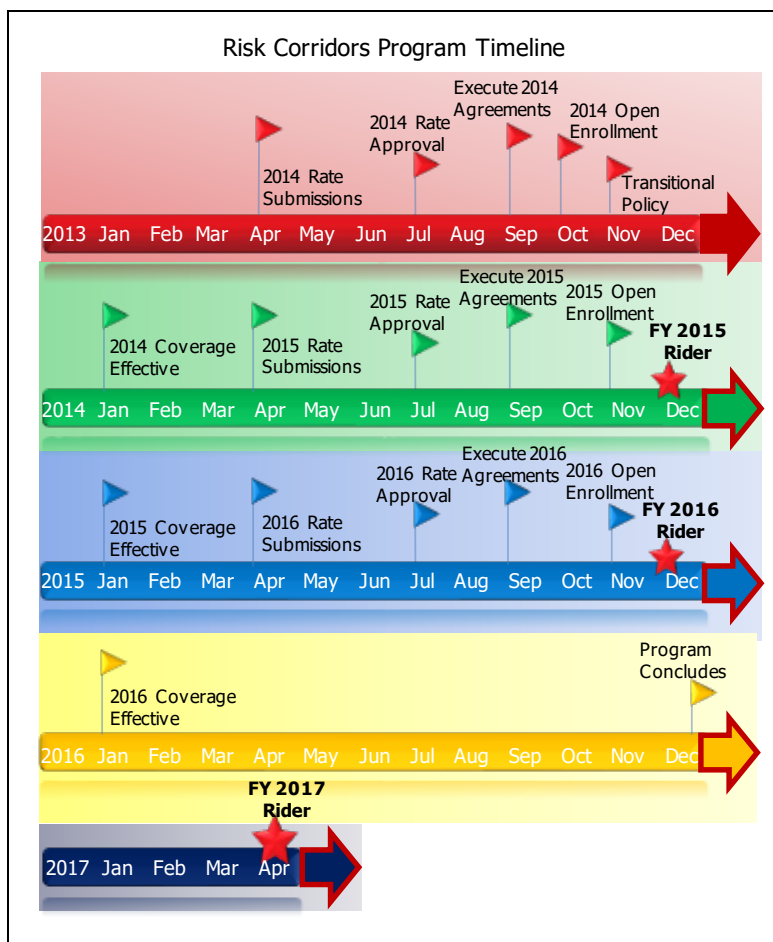 Risk Corridors Program Timeline
Execute 2014
Agreements
2014 Rate
Approval
2014 Open
Enrollment
2014 Rate
Submissions
Transitional
Policy
2013 Jan Feb Mar Apr May Jun Jul Aug Sep Oct Nov Dec
Execute 2015
Agreements
2015 Rate
Approval
2015 Open
Enrollment
FY 2015
Rider
2014 Coverage
Effective
2015 Rate
Submissions
2014 Jan Feb Mar Apr May Jun Jul Aug Sep Oct Nov Dec
Execute 2016
Agreements
2016 Rate
Approval
2016 Open
Enrollment
FY 2016
Rider
2015 Coverage
Effective
2016 Rate
Submissions
2015 Jan Feb Mar Apr May Jun Jul Aug Sep Oct Nov Dec
Program
Concludes
2016 Coverage
Effective
2016 Jan Feb Mar Apr May Jun Jul Aug Sep Oct Nov Dec
FY 2017
Rider
2017 Jan Feb Mar Apr